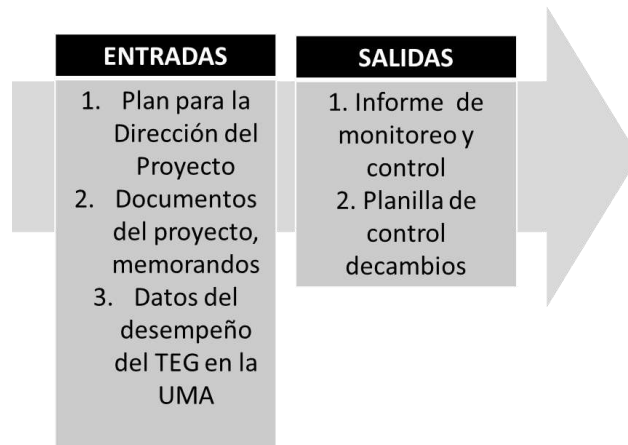 ENTRADAS
1. Plan para la
Dirección del
Proyecto
2. Documentos
del proyecto,
memorandos
3. Datos del
desempeño
del TEG en la
UMA
SALIDAS
1. Informe de
monitoreo y
control
2. Planilla de
control
decambios